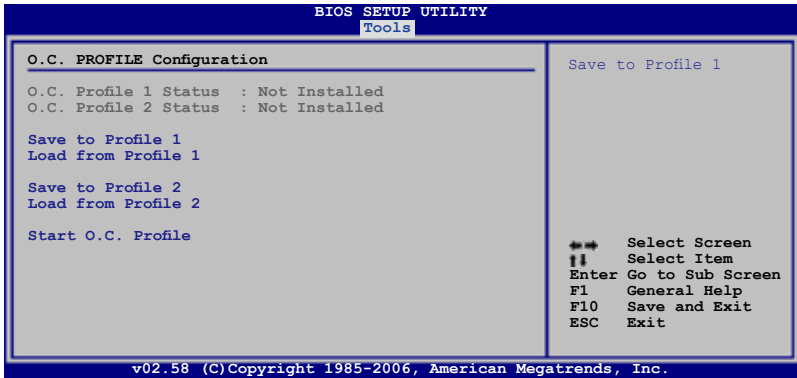 BIOS SETUP UTILITY
Tools
O.C. PROFILE Configuration
O.C. Profile 1 Status : Not Installed
O.C. Profile 2 Status : Not Installed
Save to Profile 1
Load from Profile 1
Save to Profile 2
Load from Profile 2
Start O.C. Profile
Save to Profile 1
←→ Select Screen
↑↓ Select Item
Enter Go to Sub Screen
F1 General Help
F10 Save and Exit
ESC Exit
v02.58 (C)Copyright 1985-2006, American Megatrends, Inc.